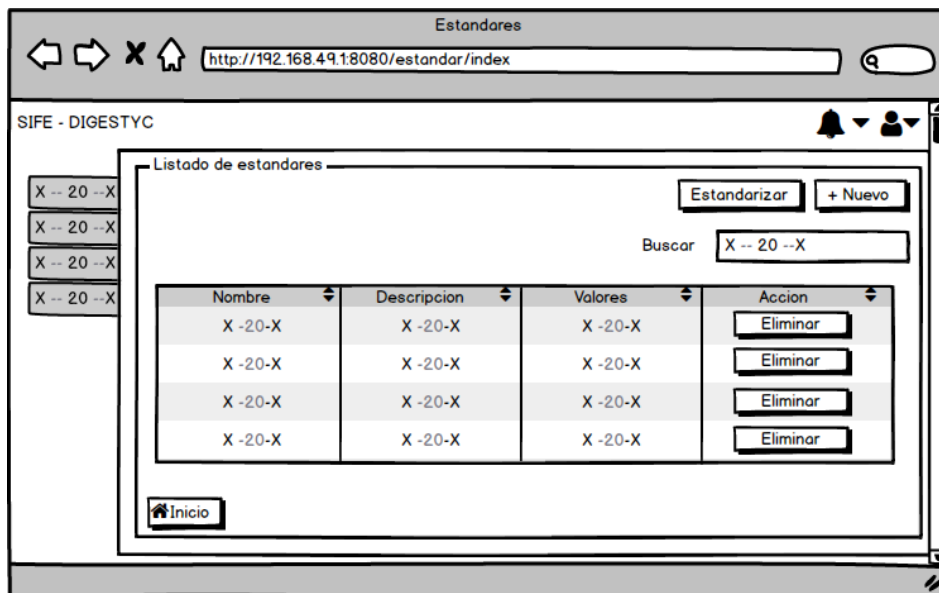 Estandares
http://192.168.49.1:8080/estandar/index
SIFE - DIGESTYC
X -- 20 --X
X -- 20 --X
X -- 20 --X
X -- 20 --X
Listado de estandares
Estandarizar + Nuevo
Buscar X -- 20 --X
Nombre Descripcion Valores Accion
X -20-X X -20-X X -20-X Eliminar
X -20-X X -20-X X -20-X Eliminar
X -20-X X -20-X X -20-X Eliminar
X -20-X X -20-X X -20-X Eliminar
Inicio